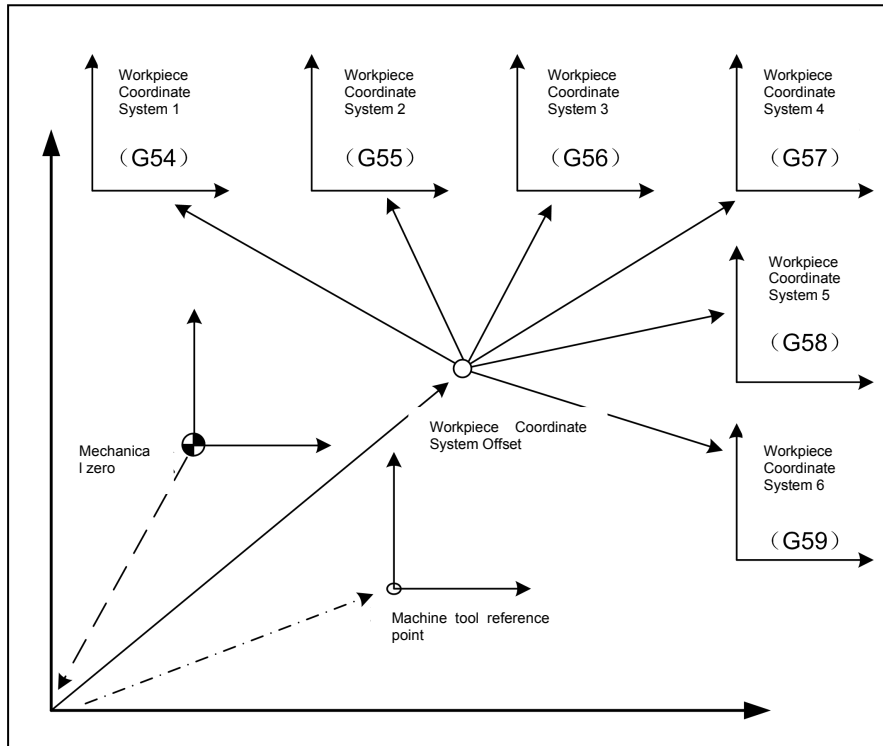 Workpiece
Coordinate
System 1
（G54）
Workpiece
Coordinate
System 2
（G55）
Workpiece
Coordinate
System 3
（G56）
Workpiece
Coordinate
System 4
（G57）
Workpiece
Coordinate
System 5
（G58）
Workpiece Coordinate
System Offset
Mechanica
l zero
Workpiece
Coordinate
System 6
（G59）
Machine tool reference
point